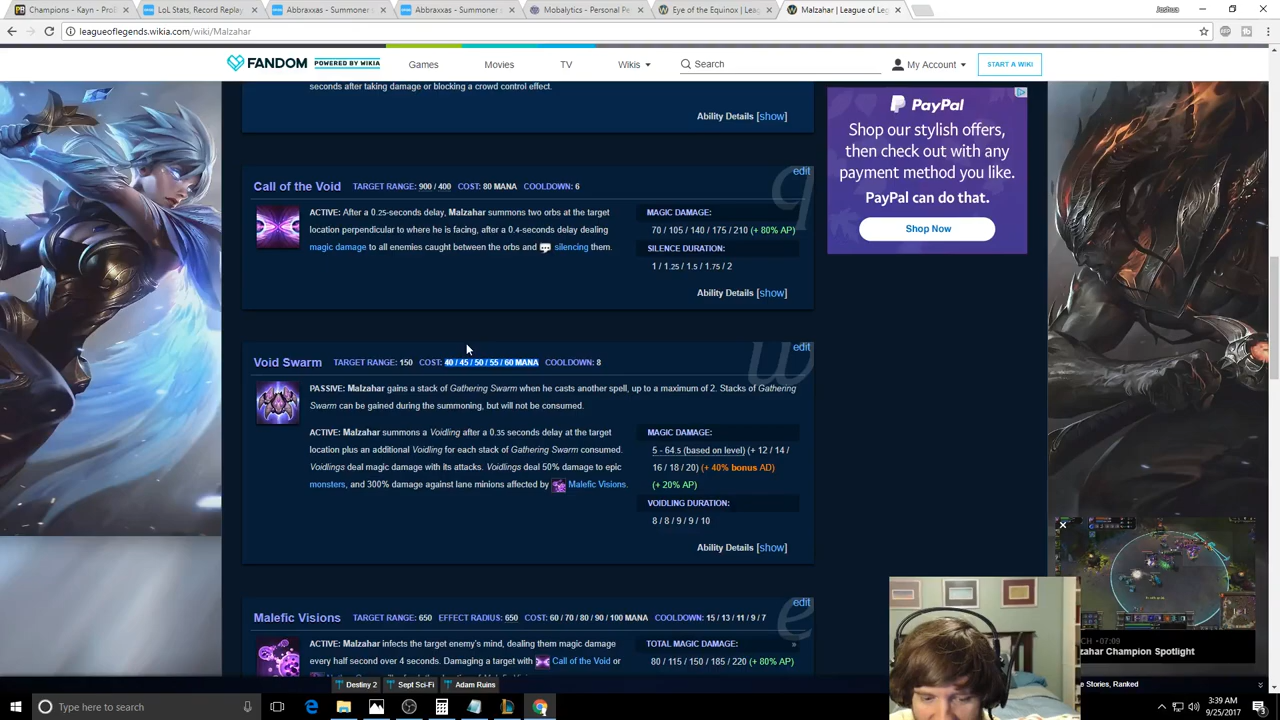 PB Champions - Kayn - Prob
LoL Stats, Record Replay
Abbraxxas - Summoner s
Abbraxxas - Summoner s
Mobalytics - Personal Pe
Eye of the Equinox | Leag
Malzahar | League of Leg
Joshua
leagueoflegends.wikia.com/wiki/Malzahar
FANDOM POWERED BY WIKIA
Games
Movies
TV
Wikis
Search
My Account
START A WIKI
seconds after taking damage or blocking a crowd control effect.
Ability Details [show]
PayPal
Shop our stylish offers,
then check out with any
payment method you like.
PayPal can do that.
Shop Now
edit
Call of the Void TARGET RANGE: 900 / 400 COST: 80 MANA COOLDOWN: 6
q
ACTIVE: After a 0.25-seconds delay, Malzahar summons two orbs at the target
location perpendicular to where he is facing, after a 0.4-seconds delay dealing
magic damage to all enemies caught between the orbs and silencing them.
MAGIC DAMAGE:
70 / 105 / 140 / 175 / 210 (+ 80% AP)
SILENCE DURATION:
1 / 1.25 / 1.5 / 1.75 / 2
Ability Details [show]
edit
Void Swarm TARGET RANGE: 150 COST: 40 / 45 / 50 / 55 / 60 MANA COOLDOWN: 8
w
PASSIVE: Malzahar gains a stack of Gathering Swarm when he casts another spell, up to a maximum of 2. Stacks of Gathering
Swarm can be gained during the summoning, but will not be consumed.
ACTIVE: Malzahar summons a Voidling after a 0.35 seconds delay at the target
location plus an additional Voidling for each stack of Gathering Swarm consumed.
Voidlings deal magic damage with its attacks. Voidlings deal 50% damage to epic
monsters, and 300% damage against lane minions affected by Malefic Visions.
MAGIC DAMAGE:
5 - 64.5 (based on level) (+ 12 / 14 /
16 / 18 / 20) (+ 40% bonus AD)
(+ 20% AP)
VOIDLING DURATION:
8 / 8 / 9 / 9 / 10
Ability Details [show]
edit
Malefic Visions TARGET RANGE: 650 EFFECT RADIUS: 650 COST: 60 / 70 / 80 / 90 / 100 MANA COOLDOWN: 15 / 13 / 11 / 9 / 7
e
ACTIVE: Malzahar infects the target enemy's mind, dealing them magic damage
every half second over 4 seconds. Damaging a target with Call of the Void or
TOTAL MAGIC DAMAGE: »
80 / 115 / 150 / 185 / 220 (+ 80% AP)
CH • 07:09
zahar Champion Spotlight
e Stories, Ranked
Destiny 2
Sept Sci-Fi
Adam Ruins
Type here to search
3:39 AM
9/25/2017
3